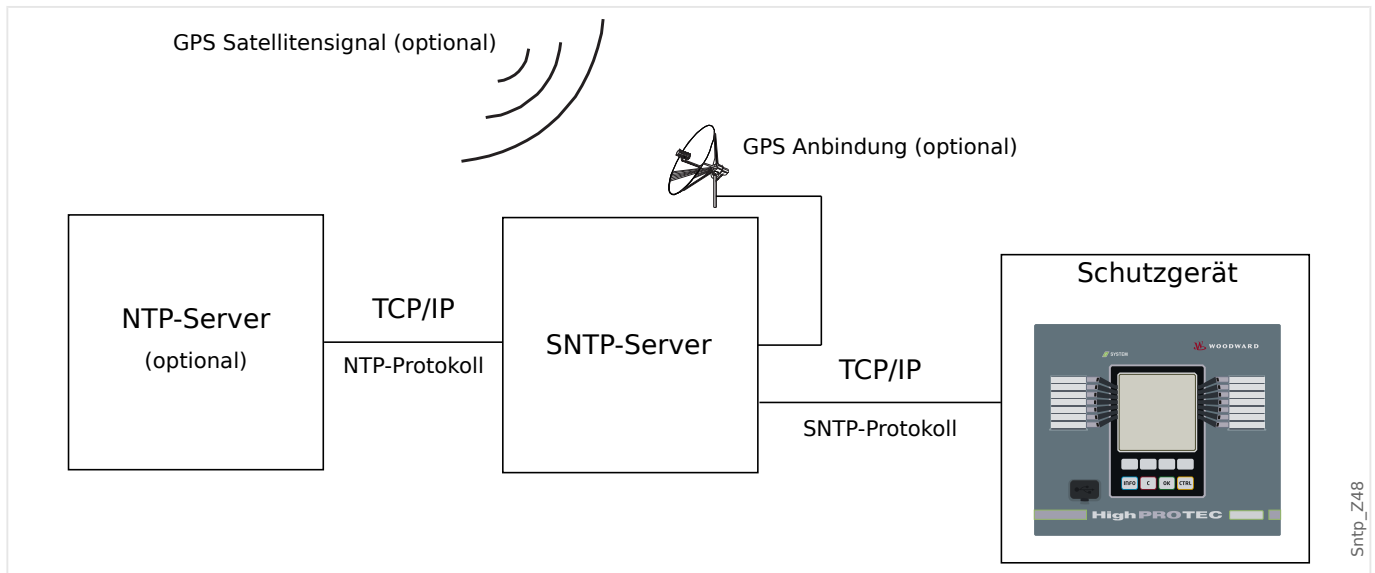 GPS Satellitensignal (optional)
GPS Anbindung (optional)
NTP-Server
(optional)
TCP/IP
NTP-Protokoll
SNTP-Server
TCP/IP
SNTP-Protokoll
Schutzgerät
WOODWARD
SYSTEM
INFO
C
OK
CTRL
HighPROTEC
Sntp_Z48